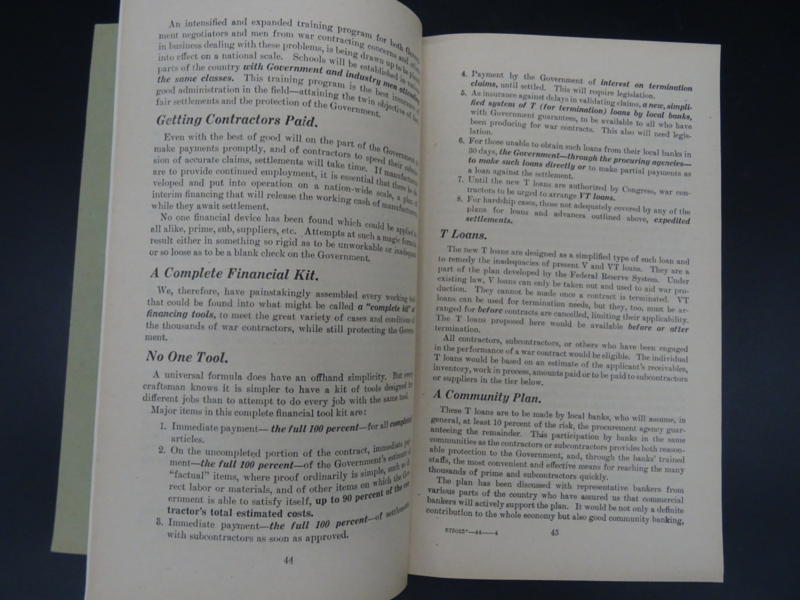 An intensified and expanded training program for both
ment negotiators and men from war contracting concerns and
in business dealing with these problems, is being drawn up to be
into effect on a national scale. Schools will be established in
parts of the country with Government and industry men
the same classes. This training program is the best insurance of
good administration in the field—attaining the twin objective of
fair settlements and the protection of the Government.
Getting Contractors Paid.
Even with the best of good will on the part of the Government to
make payments promptly, and of contractors to speed their
sion of accurate claims, settlements will take time. If
are to provide continued employment, it is essential that there be
veloped and put into operation on a nation-wide scale, a plan of
interim financing that will release the working cash of manufacturers
while they await settlement.
No one financial device has been found which could be applied to
all alike, prime, sub, suppliers, etc. Attempts at such a magic formula
result either in something so rigid as to be unworkable or inadequate
or so loose as to be a blank check on the Government.
A Complete Financial Kit.
We, therefore, have painstakingly assembled every working tool
that could be found into what might be called a "complete kit" of
financing tools, to meet the great variety of cases and conditions of
the thousands of war contractors, while still protecting the Govern-
ment.
No One Tool.
A universal formula does have an offhand simplicity. But every
craftsman knows it is simpler to have a kit of tools designed for
different jobs than to attempt to do every job with the same tool.
Major items in this complete financial tool kit are:
1. Immediate payment—the full 100 percent—for all completed
articles.
2. On the uncompleted portion of the contract, immediate pay-
ment—the full 100 percent—of the Government's estimate of
"factual" items, where proof ordinarily is simple, such as di-
rect labor or materials, and of other items on which the Gov-
ernment is able to satisfy itself, up to 90 percent of the con-
tractor's total estimated costs.
3. Immediate payment—the full 100 percent—of settlements
with subcontractors as soon as approved.
44
4. Payment by the Government of interest on termination
claims, until settled. This will require legislation.
5. As insurance against delays in validating claims, a new, simpli-
fied system of T (for termination) loans by local banks,
with Government guarantees, to be available to all who have
been producing for war contracts. This also will need legis-
lation.
6. For those unable to obtain such loans from their local banks in
30 days, the Government—through the procuring agencies—
to make such loans directly or to make partial payments as
a loan against the settlement.
7. Until the new T loans are authorized by Congress, war con-
tractors to be urged to arrange VT loans.
8. For hardship cases, those not adequately covered by any of the
plans for loans and advances outlined above, expedited
settlements.
T Loans.
The new T loans are designed as a simplified type of such loan and
to remedy the inadequacies of present V and VT loans. They are a
part of the plan developed by the Federal Reserve System. Under
existing law, V loans can only be taken out and used to aid war pro-
duction. They cannot be made once a contract is terminated. VT
loans can be used for termination needs, but they, too, must be ar-
ranged for before contracts are cancelled, limiting their applicability.
The T loans proposed here would be available before or after
termination.
All contractors, subcontractors, or others who have been engaged
in the performance of a war contract would be eligible. The individual
T loans would be based on an estimate of the applicant's receivables,
inventory, work in process, amounts paid or to be paid to subcontractors
or suppliers in the tier below.
A Community Plan.
These T loans are to be made by local banks, who will assume, in
general, at least 10 percent of the risk, the procurement agency guar-
anteeing the remainder. This participation by banks in the same
communities as the contractors or subcontractors provides both reason-
able protection to the Government, and, through the banks' trained
staffs, the most convenient and effective means for reaching the many
thousands of prime and subcontractors quickly.
The plan has been discussed with representative bankers from
various parts of the country who have assured us that commercial
bankers will actively support the plan. It would be not only a definite
contribution to the whole economy but also good community banking,
45